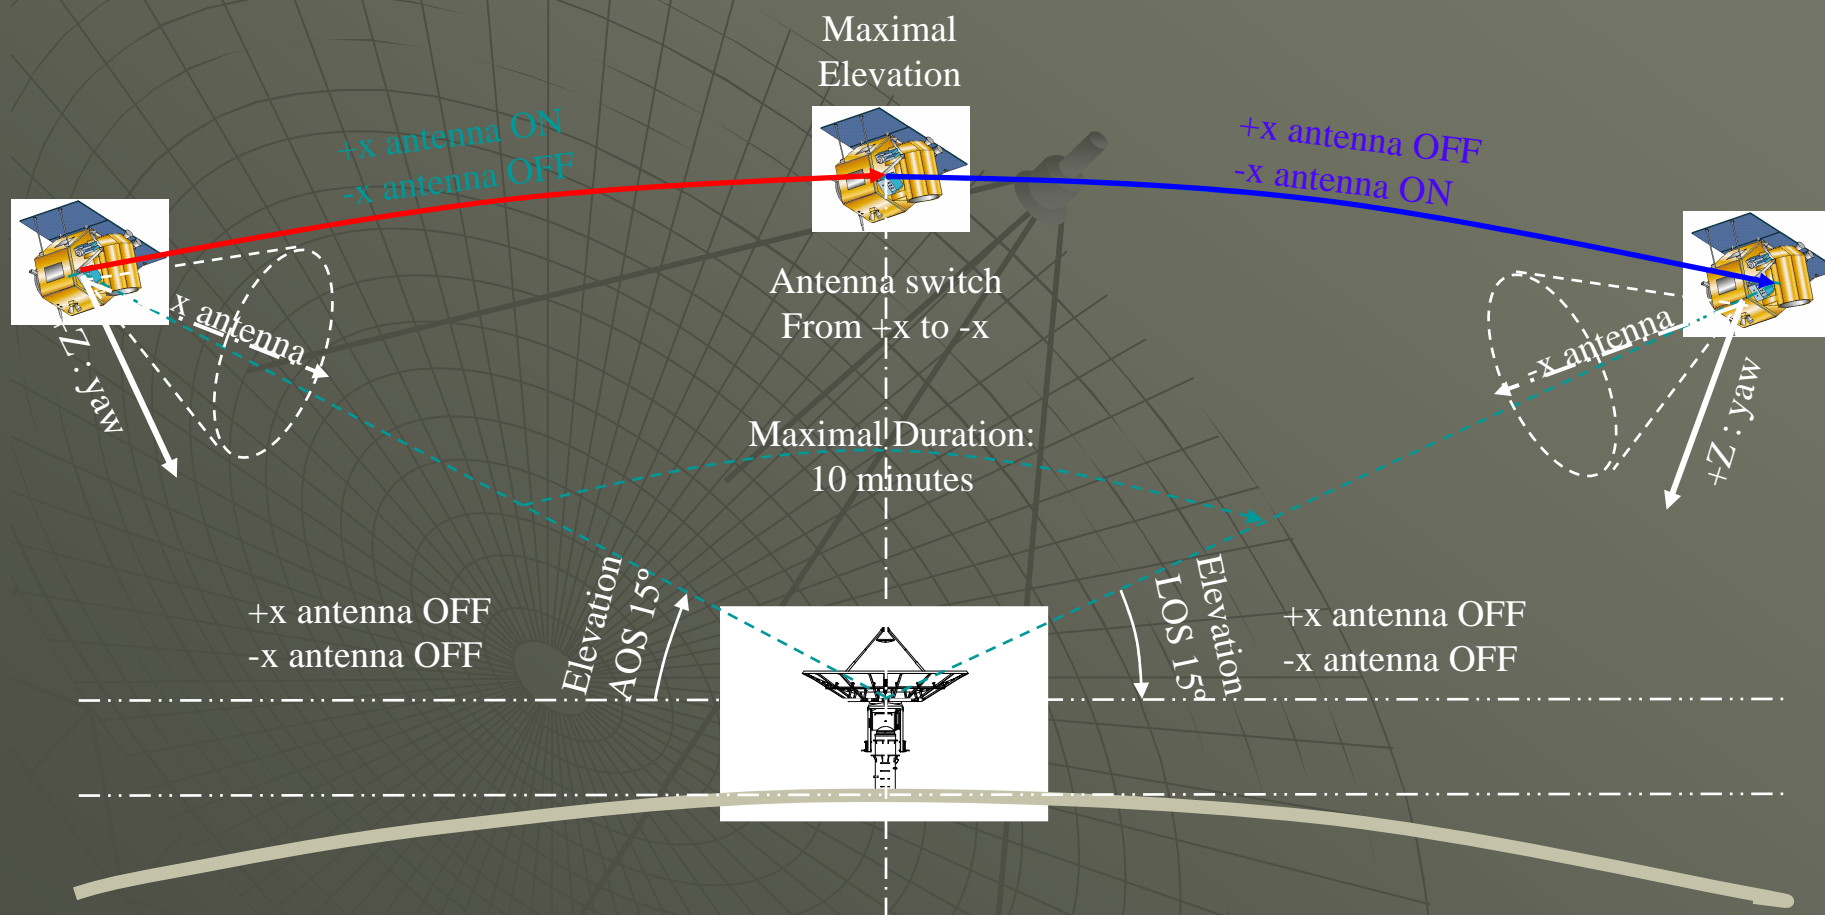 Maximal
Elevation
+x antenna ON
-x antenna OFF
+x antenna OFF
-x antenna ON
Antenna switch
From +x to -x
x antenna
+Z : yaw
-x antenna
+Z : yaw
Maximal Duration:
10 minutes
Elevation
AOS 15°
Elevation
LOS 15°
+x antenna OFF
-x antenna OFF
+x antenna OFF
-x antenna OFF